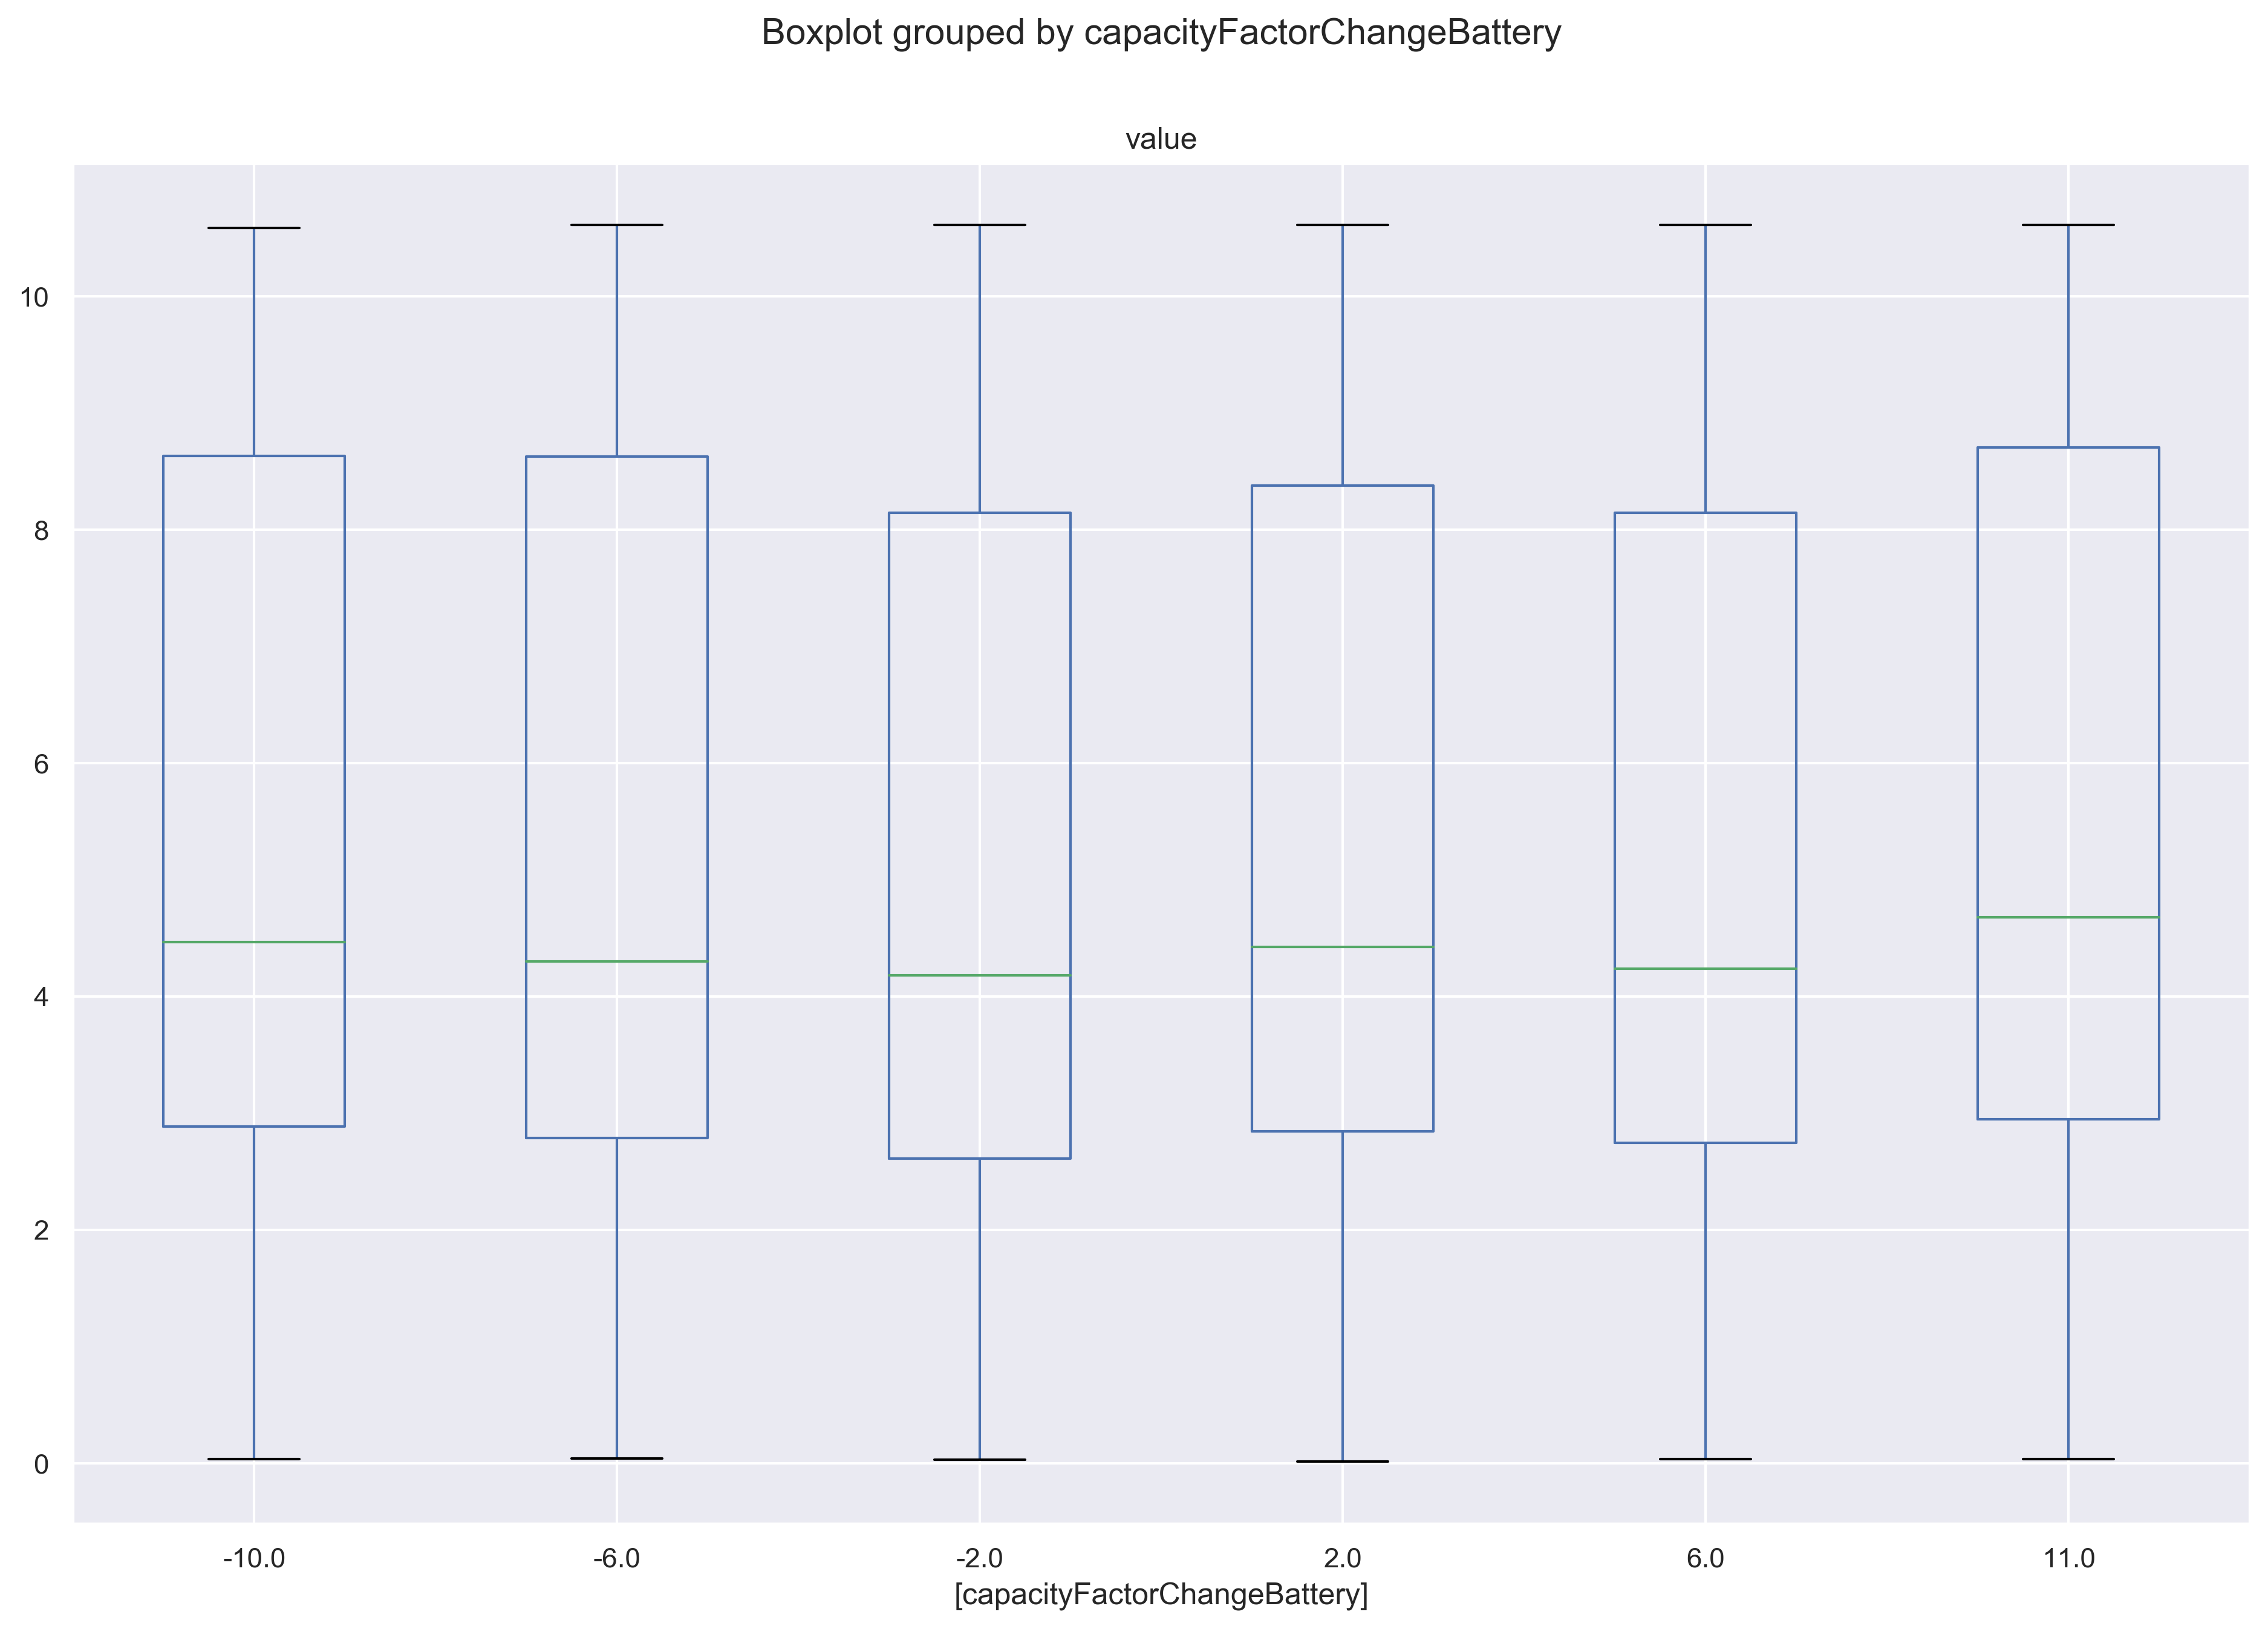 Boxplot grouped by capacityFactorChangeBattery
value
10
8
6
4
2
0
-10.0 -6.0 -2.0 2.0 6.0 11.0
[capacityFactorChangeBattery]